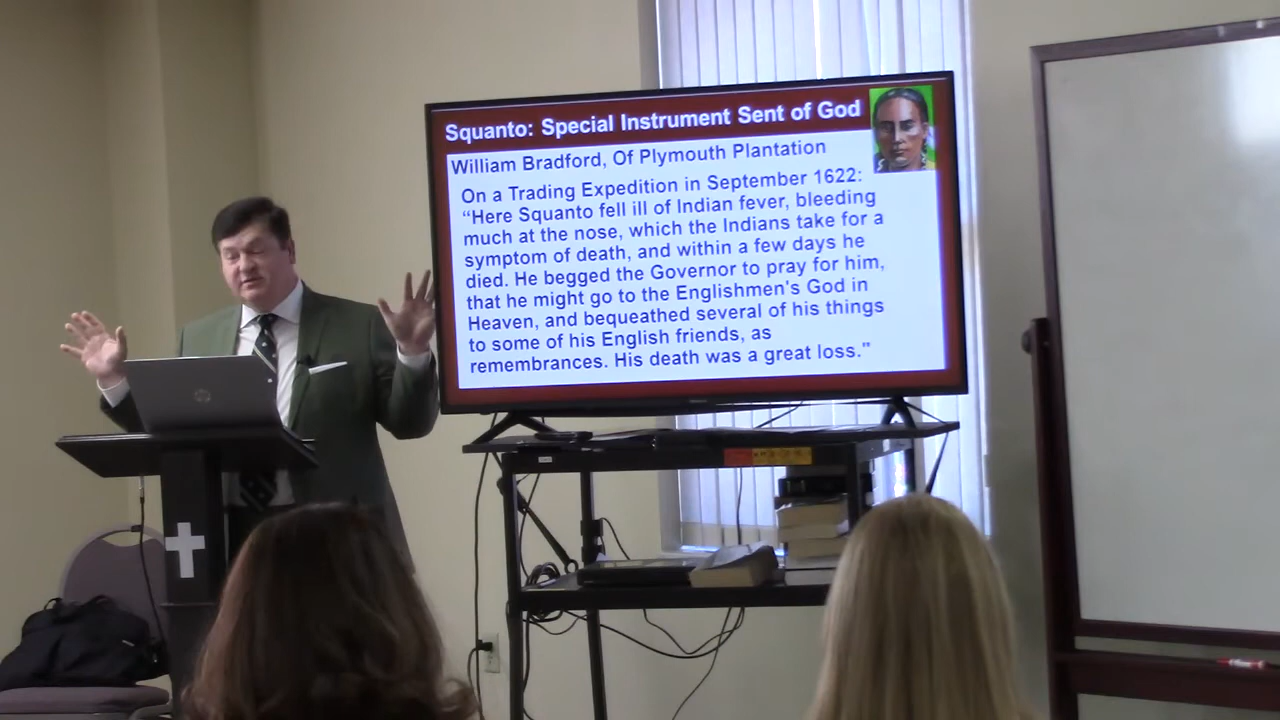 Squanto: Special Instrument Sent of God
William Bradford, Of Plymouth Plantation
On a Trading Expedition in September 1622:
“Here Squanto fell ill of Indian fever, bleeding
much at the nose, which the Indians take for a
symptom of death, and within a few days he
died. He begged the Governor to pray for him,
that he might go to the Englishmen's God in
Heaven, and bequeathed several of his things
to some of his English friends, as
remembrances. His death was a great loss.”
hp